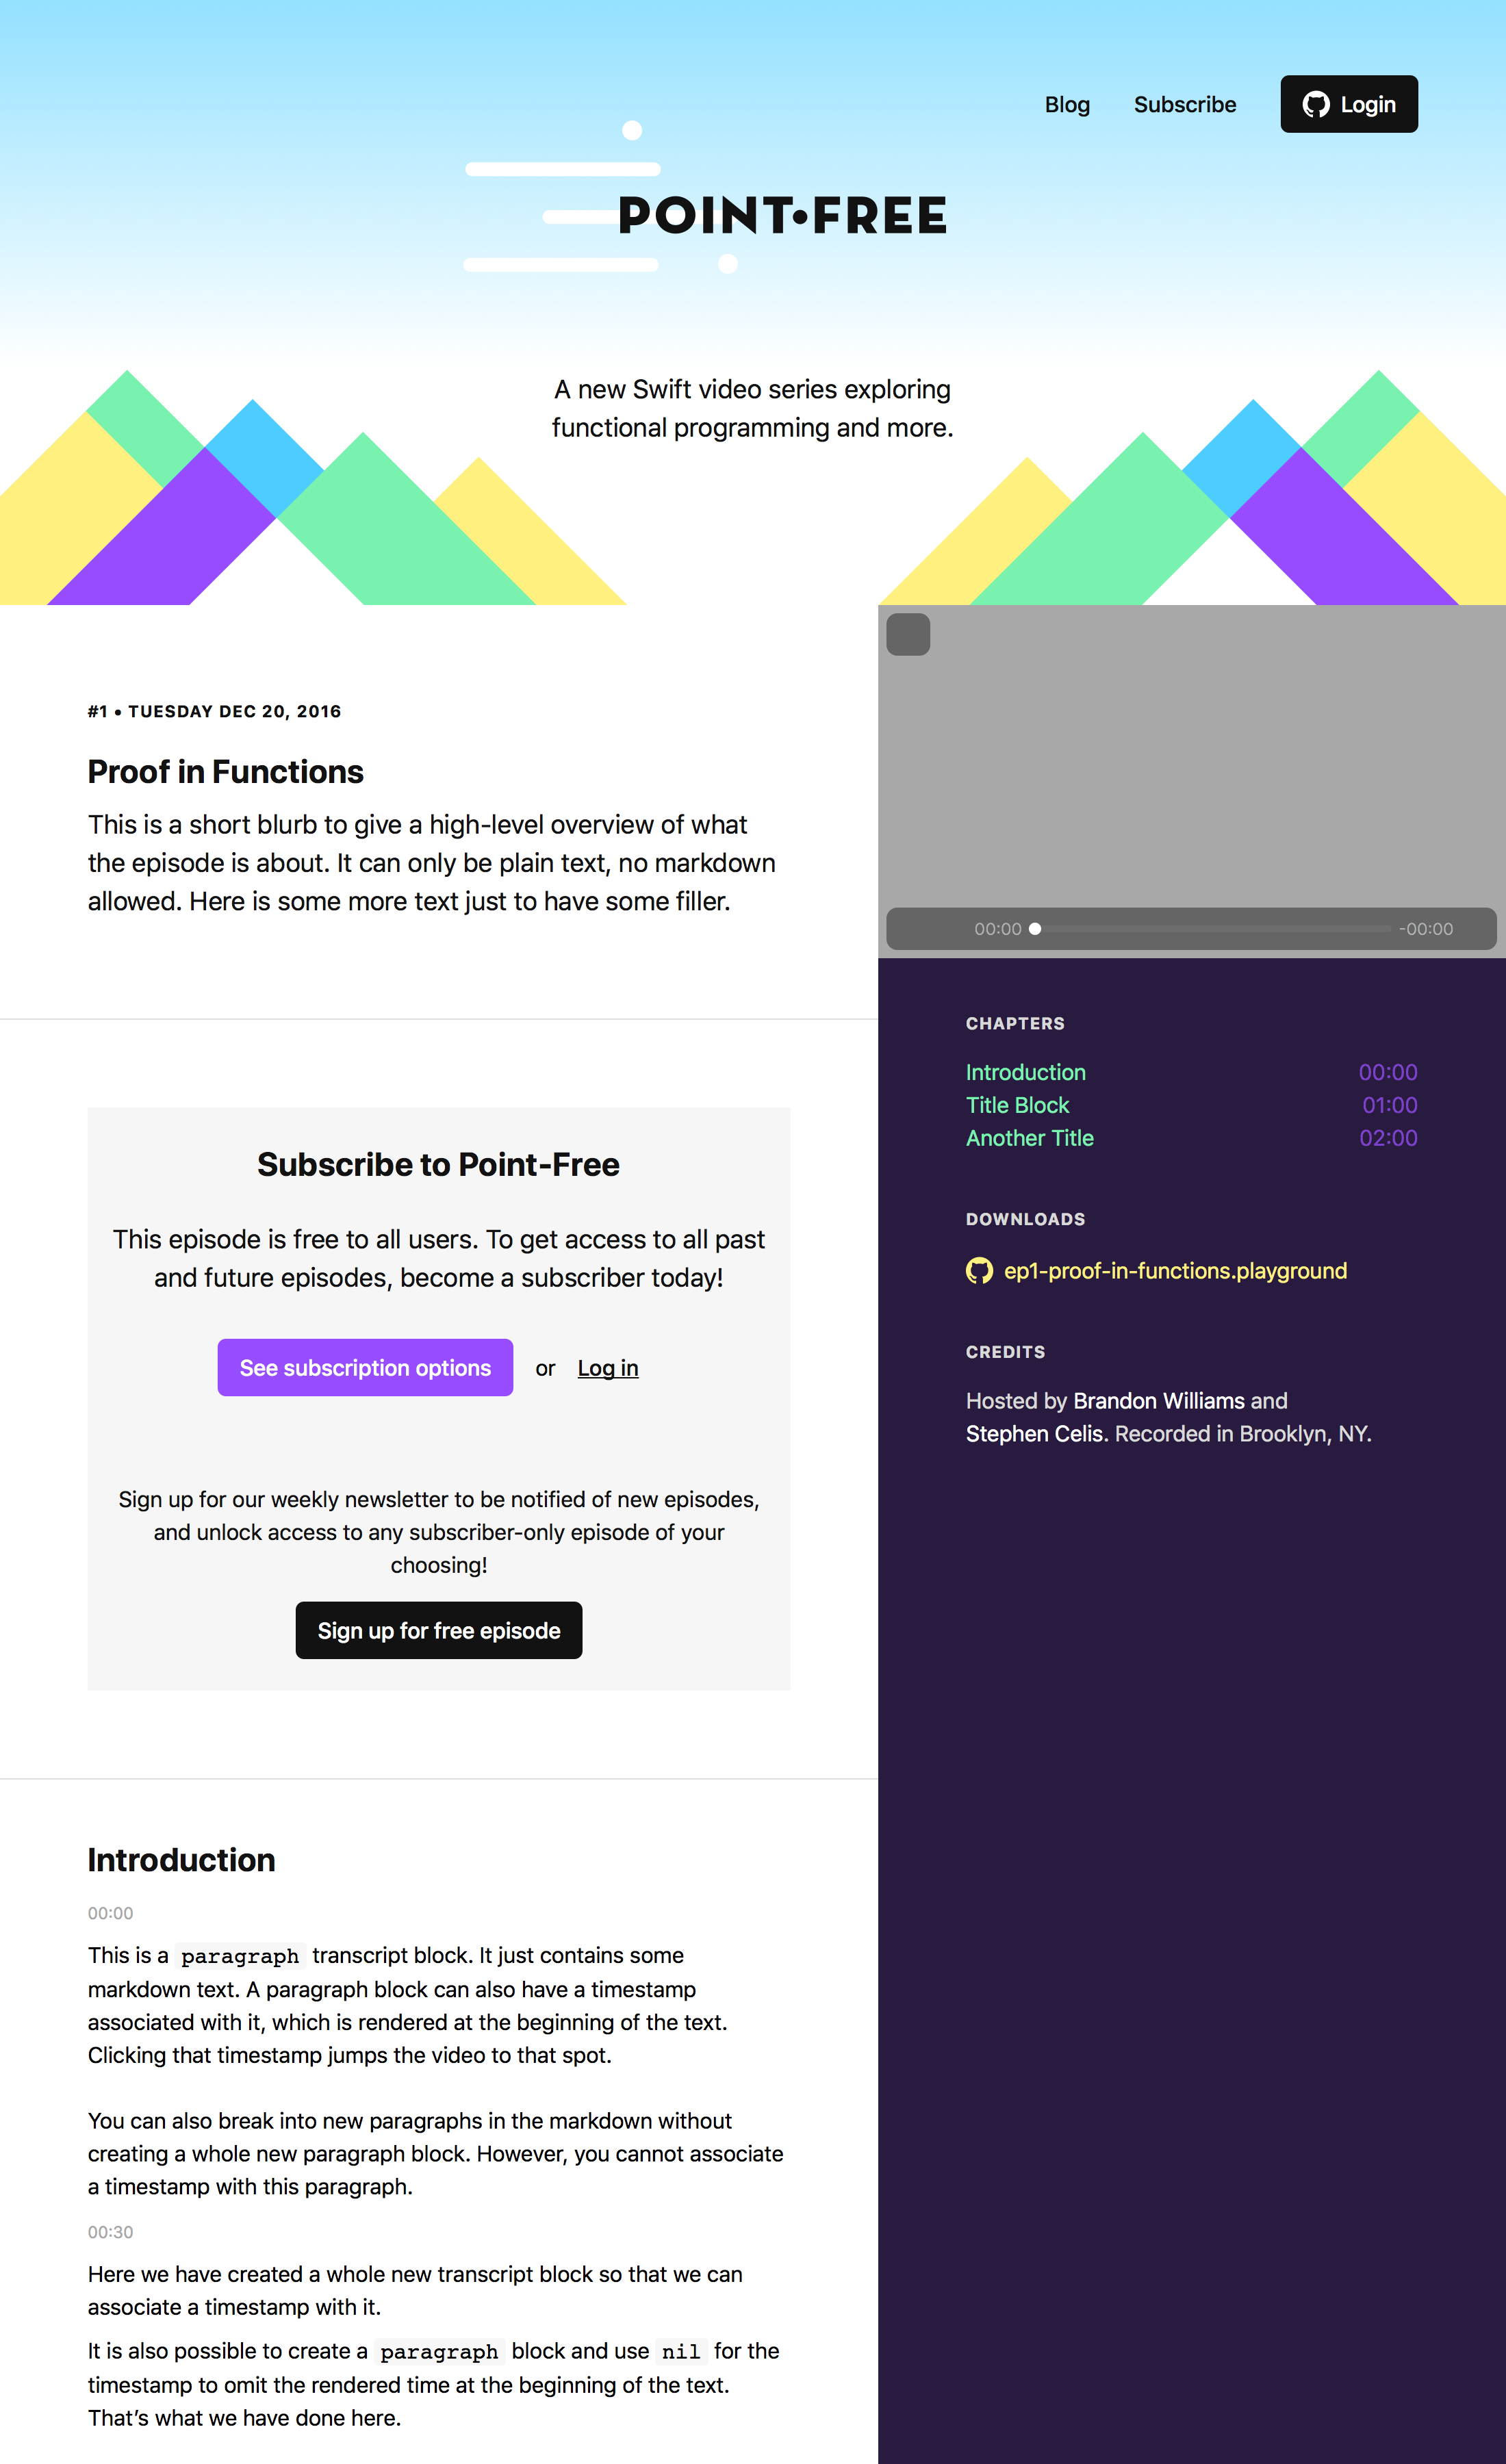 Blog
Subscribe
Login
POINT•FREE
A new Swift video series exploring
functional programming and more.
#1 • TUESDAY DEC 20, 2016
Proof in Functions
This is a short blurb to give a high-level overview of what
the episode is about. It can only be plain text, no markdown
allowed. Here is some more text just to have some filler.
Subscribe to Point-Free
This episode is free to all users. To get access to all past
and future episodes, become a subscriber today!
See subscription options
or
Log in
Sign up for our weekly newsletter to be notified of new episodes,
and unlock access to any subscriber-only episode of your
choosing!
Sign up for free episode
Introduction
00:00
This is a paragraph transcript block. It just contains some
markdown text. A paragraph block can also have a timestamp
associated with it, which is rendered at the beginning of the text.
Clicking that timestamp jumps the video to that spot.
You can also break into new paragraphs in the markdown without
creating a whole new paragraph block. However, you cannot associate
a timestamp with this paragraph.
00:30
Here we have created a whole new transcript block so that we can
associate a timestamp with it.
It is also possible to create a paragraph block and use nil for the
timestamp to omit the rendered time at the beginning of the text.
That’s what we have done here.
00:00
-00:00
CHAPTERS
Introduction 00:00
Title Block 01:00
Another Title 02:00
DOWNLOADS
ep1-proof-in-functions.playground
CREDITS
Hosted by Brandon Williams and
Stephen Celis. Recorded in Brooklyn, NY.